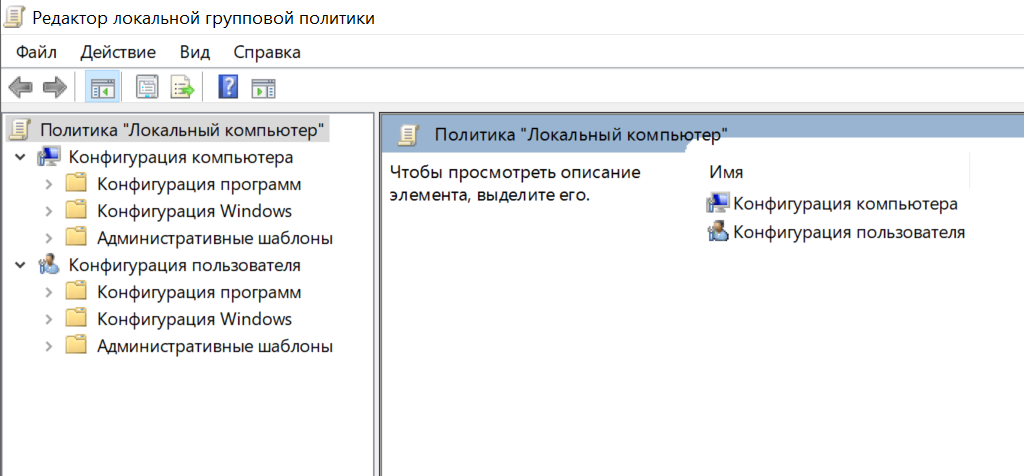 Редактор локальной групповой политики
Файл Действие Вид Справка
?
Политика "Локальный компьютер"
Конфигурация компьютера
Конфигурация программ
Конфигурация Windows
Административные шаблоны
Конфигурация пользователя
Конфигурация программ
Конфигурация Windows
Административные шаблоны
Политика "Локальный компьютер"
Чтобы просмотреть описание
элемента, выделите его.
Имя
Конфигурация компьютера
Конфигурация пользователя